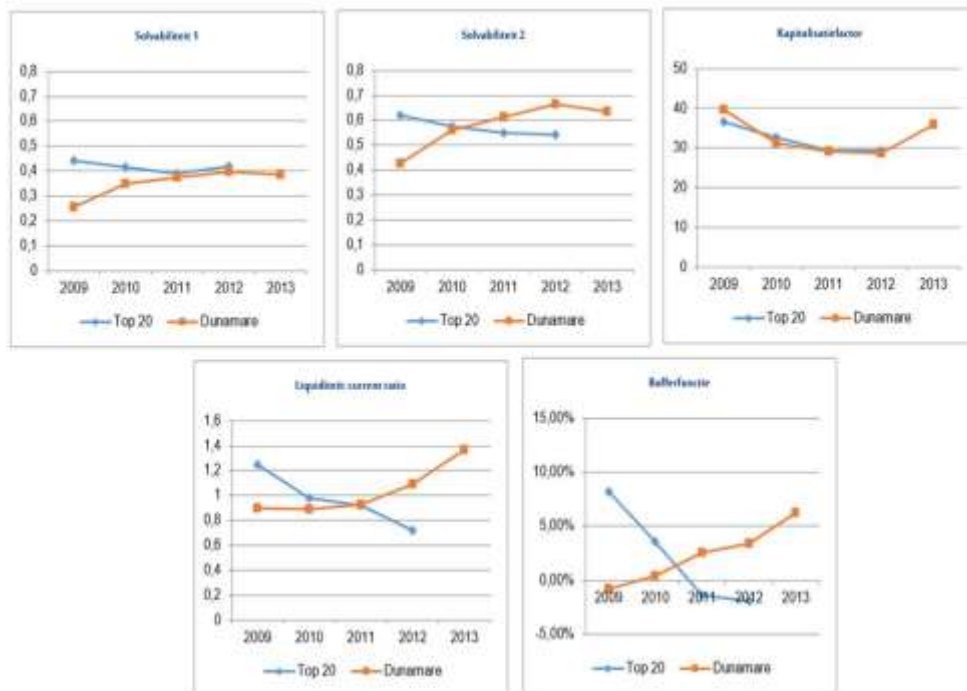 Solvabiliteit 1
0,8
0,7
0,6
0,5
0,4
0,3
0,2
0,1
0
2009 2010 2011 2012 2013
Top 20 Dunamare
Solvabiliteit 2
0,8
0,7
0,6
0,5
0,4
0,3
0,2
0,1
0
2009 2010 2011 2012 2013
Top 20 Dunamare
Kapitalisatiefactor
50
40
30
20
10
0
2009 2010 2011 2012 2013
Top 20 Dunamare
Liquiditeit: current ratio
1,6
1,4
1,2
1
0,8
0,6
0,4
0,2
0
2009 2010 2011 2012 2013
Top 20 Dunamare
Bufferfunctie
15,00%
10,00%
5,00%
0,00%
-5,00%
2009 2010 2011 2012 2013
Top 20 Dunamare